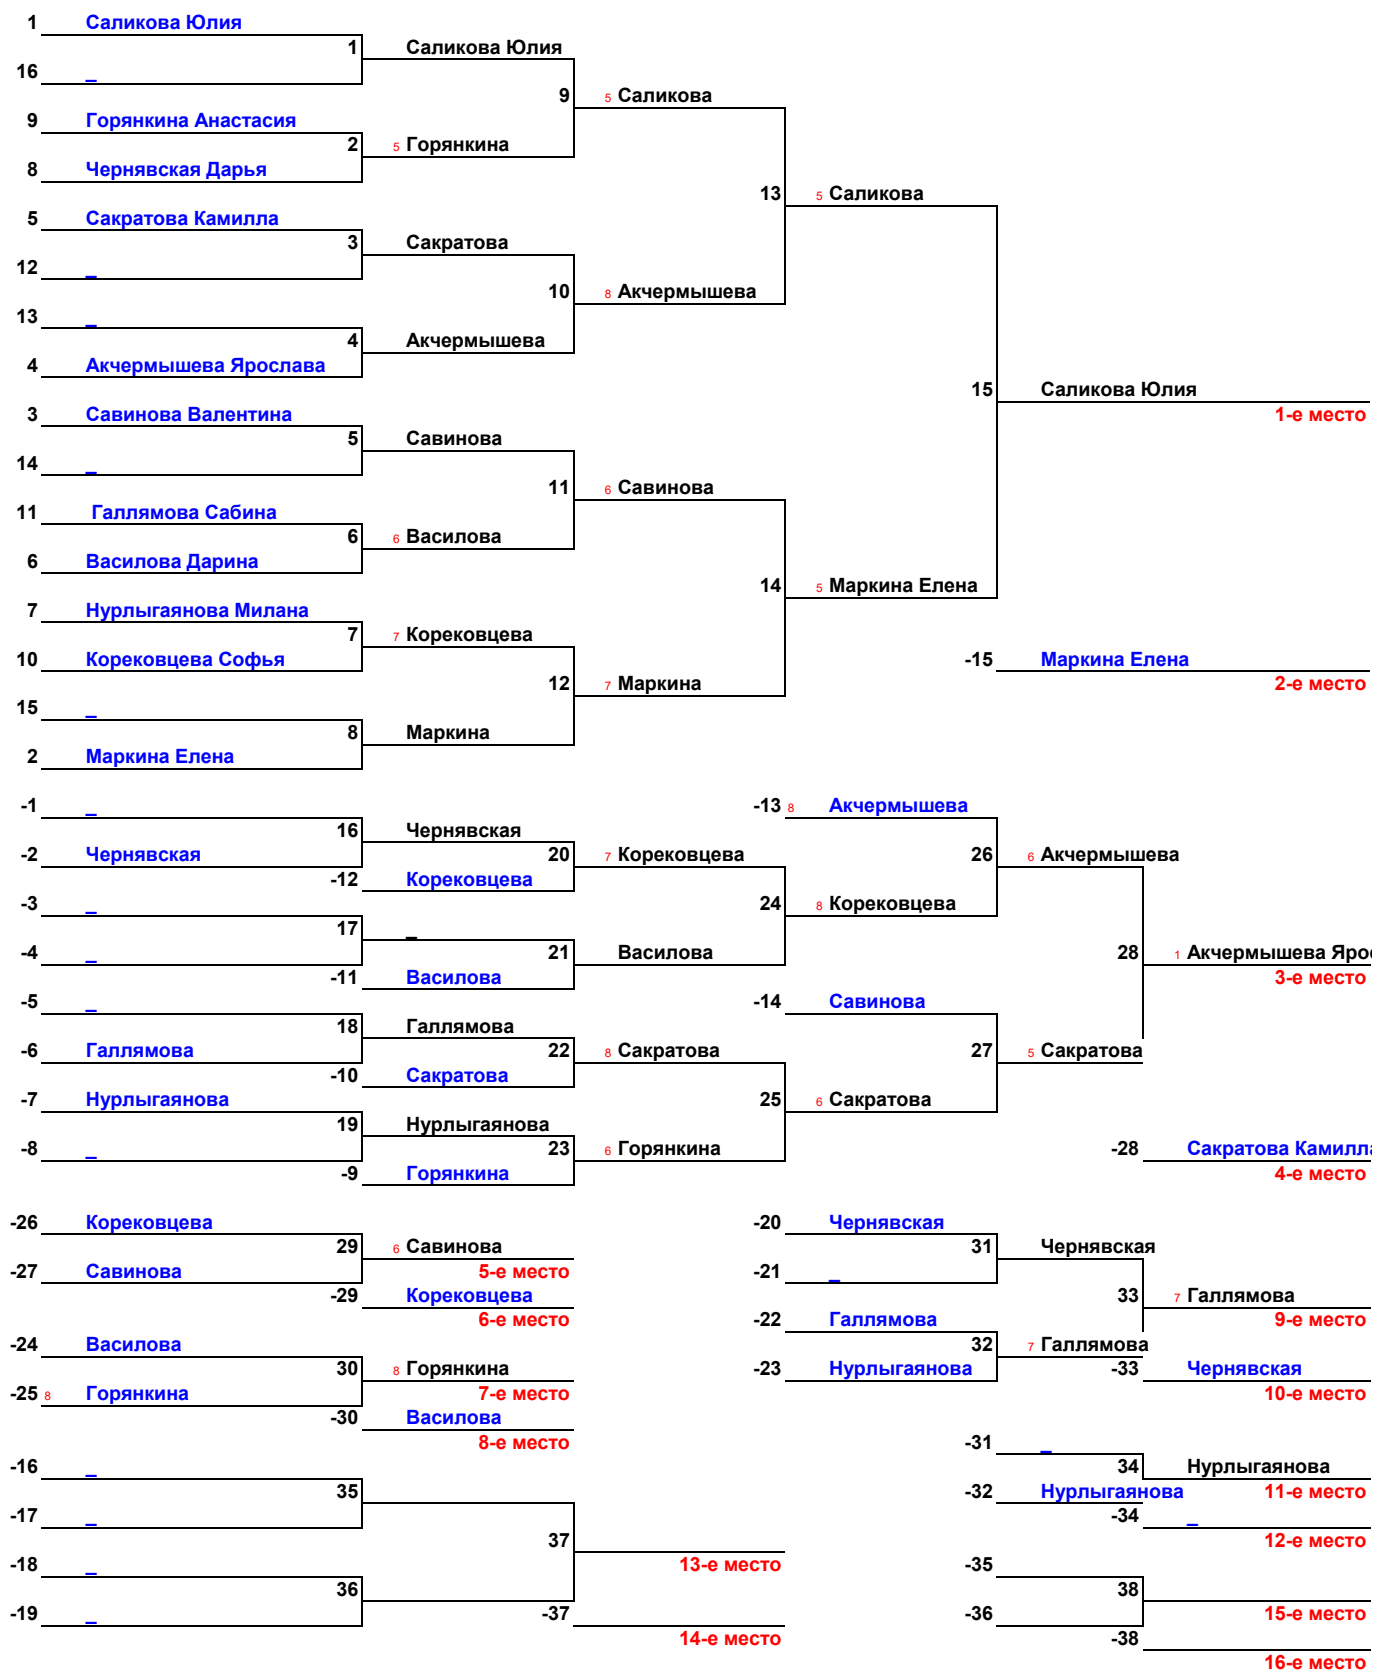 1 Саликова Юлия
1 Саликова Юлия
16 _
9 5 Саликова
9 Горянкина Анастасия
2 5 Горянкина
8 Чернявская Дарья
13 5 Саликова
5 Сакратова Камилла
3 Сакратова
12 _
10 8 Акчермышева
13 _
4 Акчермышева
4 Акчермышева Ярослава
15 Саликова Юлия
3 Савинова Валентина 1-е место
5 Савинова
14 _
11 6 Савинова
11 Галлямова Сабина
6 6 Василова
6 Василова Дарина
14 5 Маркина Елена
7 Нурлыгаянова Милана
7 7 Корековцева
10 Корековцева Софья -15 Маркина Елена
12 7 Маркина 2-е место
15 _
8 Маркина
2 Маркина Елена
-1 _ -13 8 Акчермышева
16 Чернявская
-2 Чернявская 20 7 Корековцева 26 6 Акчермышева
-12 Корековцева
-3 _ 24 8 Корековцева
17 _
-4 _ 21 Василова 28 1 Акчермышева Яро
-11 Василова 3-е место
-5 _ -14 Савинова
18 Галлямова
-6 Галлямова 22 8 Сакратова 27 5 Сакратова
-10 Сакратова
-7 Нурлыгаянова 25 6 Сакратова
19 Нурлыгаянова
-8 _ 23 6 Горянкина -28 Сакратова Камилла
-9 Горянкина 4-е место
-26 Корековцева -20 Чернявская
29 6 Савинова 31 Чернявская
-27 Савинова 5-е место -21 _
-29 Корековцева 33 7 Галлямова
6-е место -22 Галлямова 9-е место
-24 Василова 32 7 Галлямова
30 8 Горянкина -23 Нурлыгаянова -33 Чернявская
-25 8 Горянкина 7-е место 10-е место
-30 Василова
8-е место -31 _
-16 _ 34 Нурлыгаянова
35 -32 Нурлыгаянова 11-е место
-17 _ -34 _
37 12-е место
-18 _ 13-е место -35
36 38
-19 _ -37 -36 15-е место
14-е место -38
16-е место